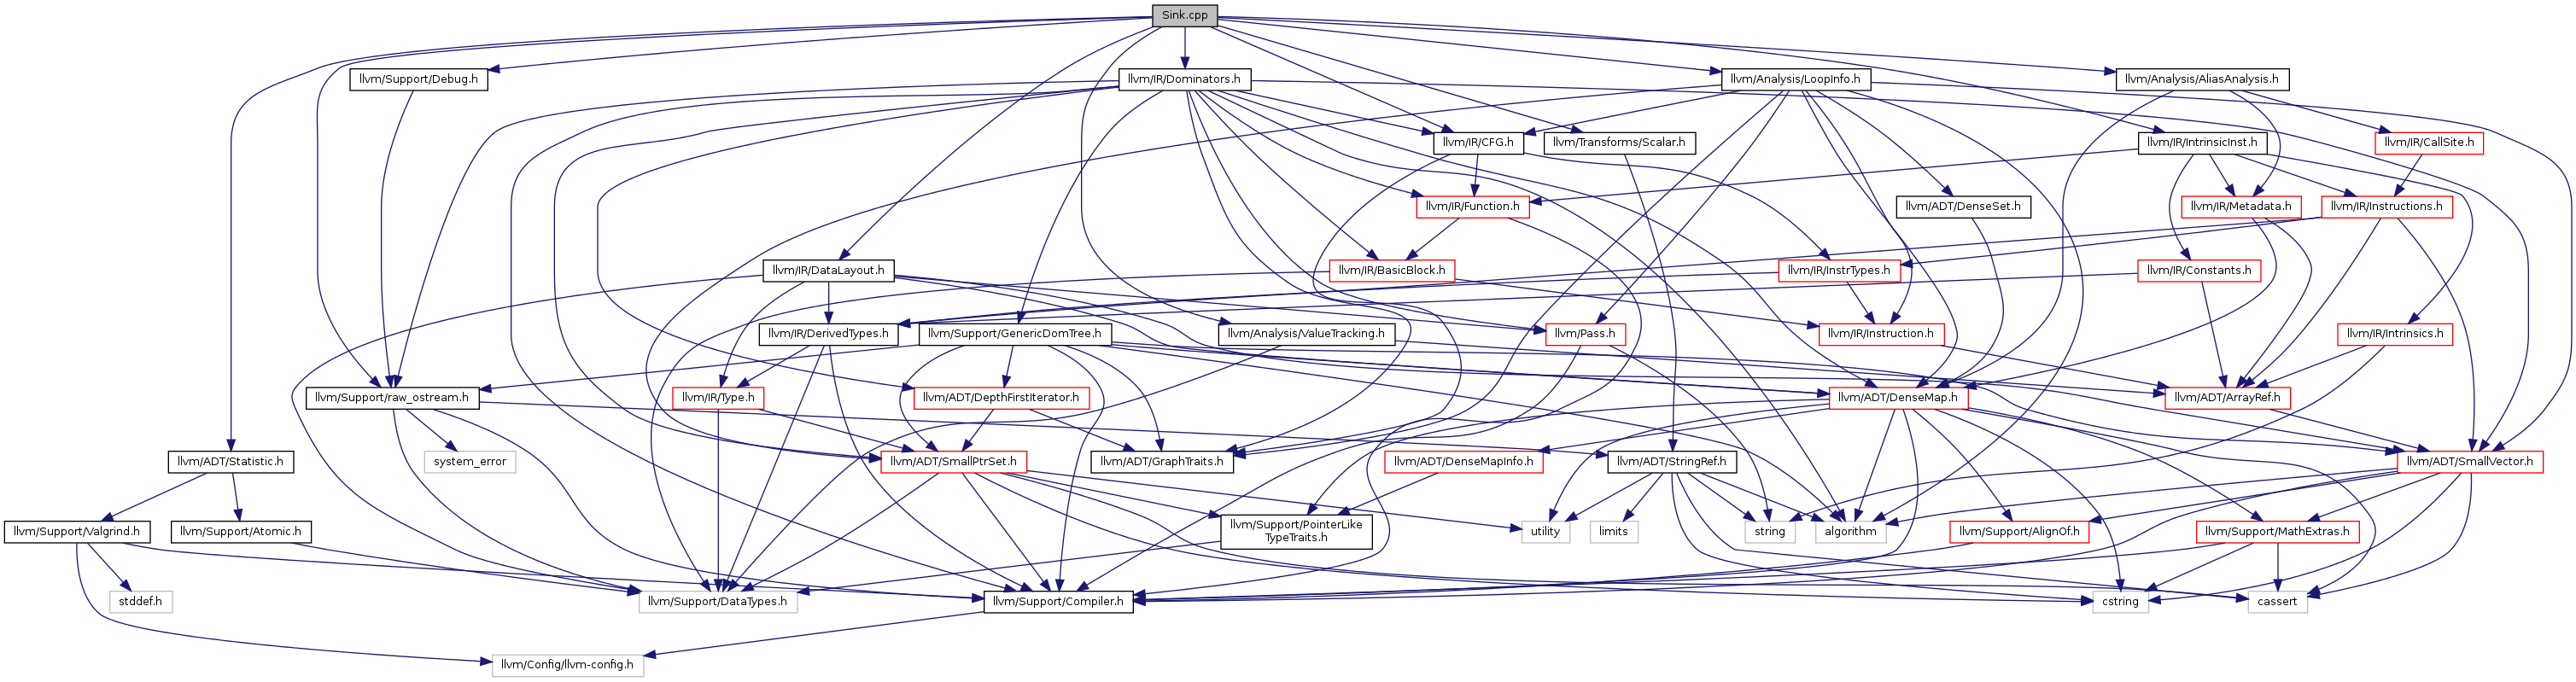 Sink.cpp
llvm/Support/Debug.h
llvm/IR/Dominators.h
llvm/Analysis/LoopInfo.h
llvm/Analysis/AliasAnalysis.h
llvm/IR/CFG.h
llvm/Transforms/Scalar.h
llvm/IR/IntrinsicInst.h
llvm/IR/CallSite.h
llvm/IR/Function.h
llvm/ADT/DenseSet.h
llvm/IR/Metadata.h
llvm/IR/Instructions.h
llvm/IR/DataLayout.h
llvm/IR/BasicBlock.h
llvm/IR/InstrTypes.h
llvm/IR/Constants.h
llvm/IR/DerivedTypes.h
llvm/Support/GenericDomTree.h
llvm/Analysis/ValueTracking.h
llvm/Pass.h
llvm/IR/Instruction.h
llvm/IR/Intrinsics.h
llvm/Support/raw_ostream.h
llvm/IR/Type.h
llvm/ADT/DepthFirstIterator.h
llvm/ADT/DenseMap.h
llvm/ADT/ArrayRef.h
llvm/ADT/Statistic.h
system_error
llvm/ADT/SmallPtrSet.h
llvm/ADT/GraphTraits.h
llvm/ADT/DenseMapInfo.h
llvm/ADT/StringRef.h
llvm/ADT/SmallVector.h
llvm/Support/Valgrind.h
llvm/Support/Atomic.h
llvm/Support/PointerLike
TypeTraits.h
utility
limits
string
algorithm
llvm/Support/AlignOf.h
llvm/Support/MathExtras.h
stddef.h
llvm/Support/DataTypes.h
llvm/Support/Compiler.h
cstring
cassert
llvm/Config/llvm-config.h